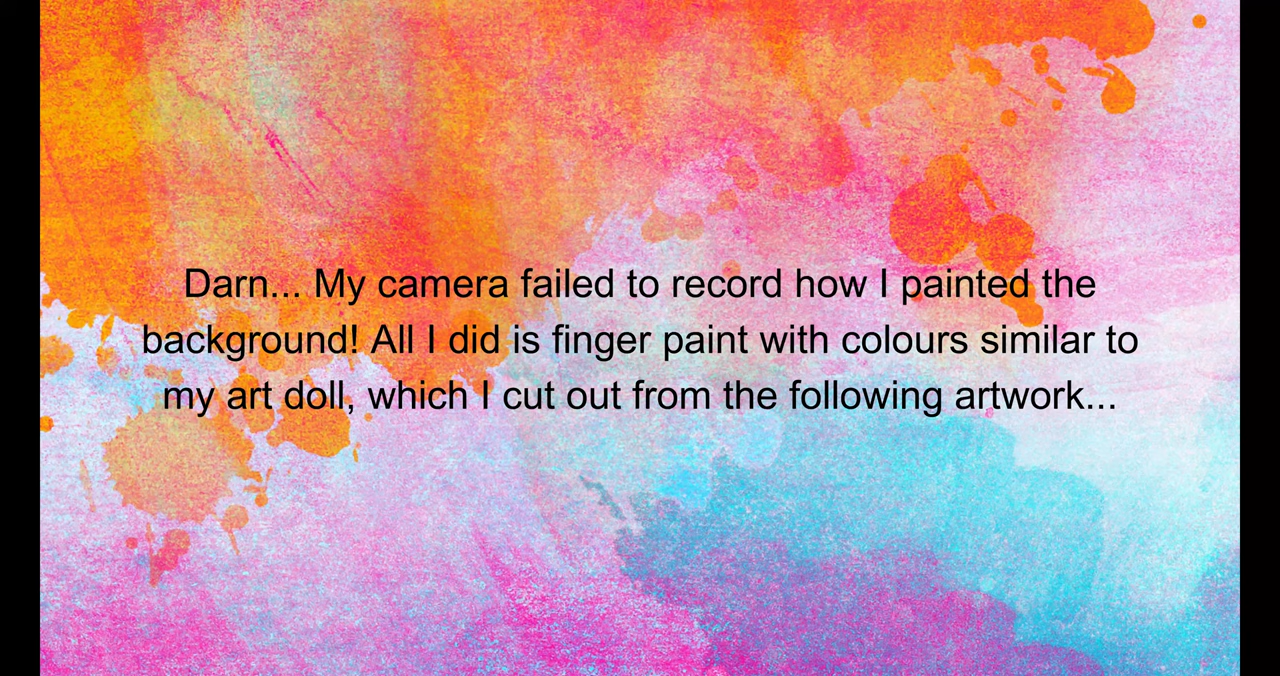 Darn... My camera failed to record how I painted the
background! All I did is finger paint with colours similar to
my art doll, which I cut out from the following artwork...